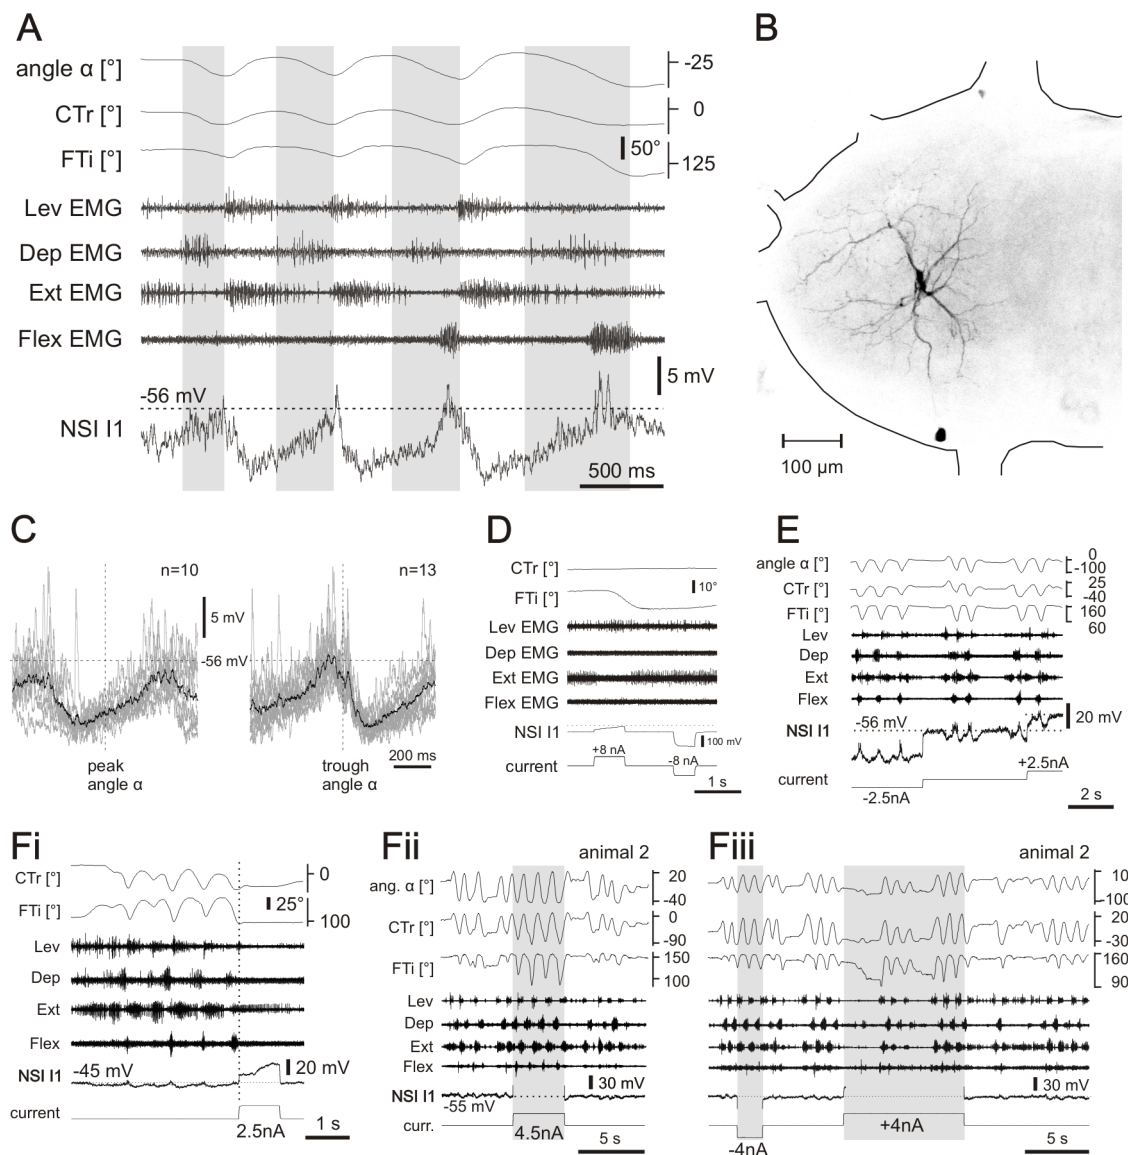 A
angle α [°]
-25
CTr [°]
0
50°
FTi [°]
125
Lev EMG
Dep EMG
Ext EMG
Flex EMG
5 mV
-56 mV
NSI I1
500 ms
B
100 µm
C
n=10
n=13
5 mV
-56 mV
200 ms
peak
angle α
trough
angle α
D
CTr [°]
10°
FTi [°]
Lev EMG
Dep EMG
Ext EMG
Flex EMG
NSI I1
100 mV
+8 nA
-8 nA
current
1 s
E
angle α [°]
0
-100
CTr [°]
25
-40
FTi [°]
160
60
Lev
Dep
Ext
Flex
-56 mV
20 mV
NSI I1
+2.5nA
current
-2.5nA
2 s
Fi
CTr [°]
0
FTi [°]
25°
100
Lev
Dep
Ext
Flex
NSI I1
-45 mV
20 mV
current
2.5nA
1 s
Fii
animal 2
ang. α [°]
20
-40
CTr [°]
0
-90
FTi [°]
150
100
Lev
Dep
Ext
Flex
30 mV
NSI I1
-55 mV
curr.
4.5nA
5 s
Fiii
animal 2
10
-100
20
-30
160
90
30 mV
+4nA
-4nA
5 s